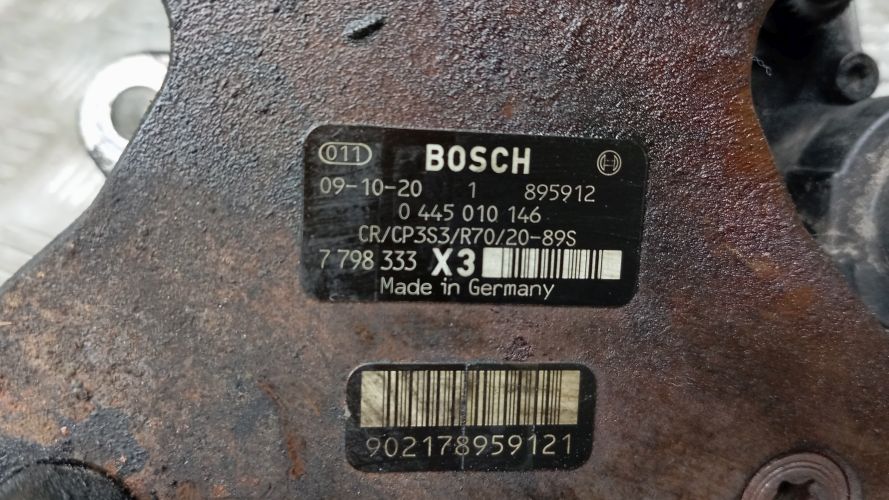 011 BOSCH
09-10-20 1 895912
0 445 010 146
CR/CP3S3/R70/20-89S
7 798 333 X3
Made in Germany
902178959121